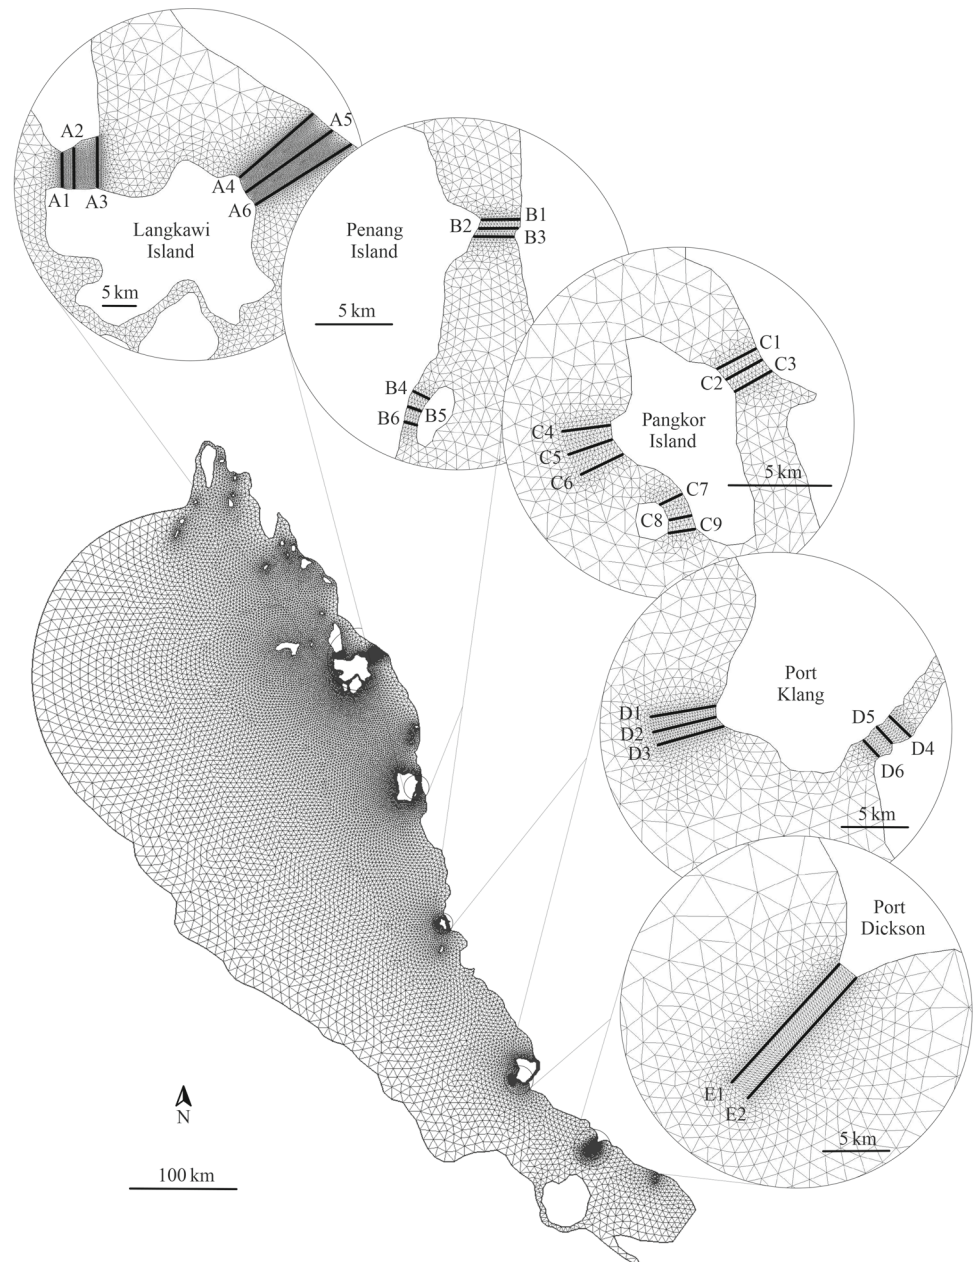 A5
A2
A4
A1
A3
A6
Langkawi
Island
5 km
Penang
Island
B1
B2
B3
5 km
B4
B5
B6
C1
C3
C2
Pangkor
Island
C4
C5
C6
5 km
C7
C8
C9
Port
Klang
D1
D2
D3
D5
D4
D6
5 km
Port
Dickson
E1
E2
5 km
N
100 km